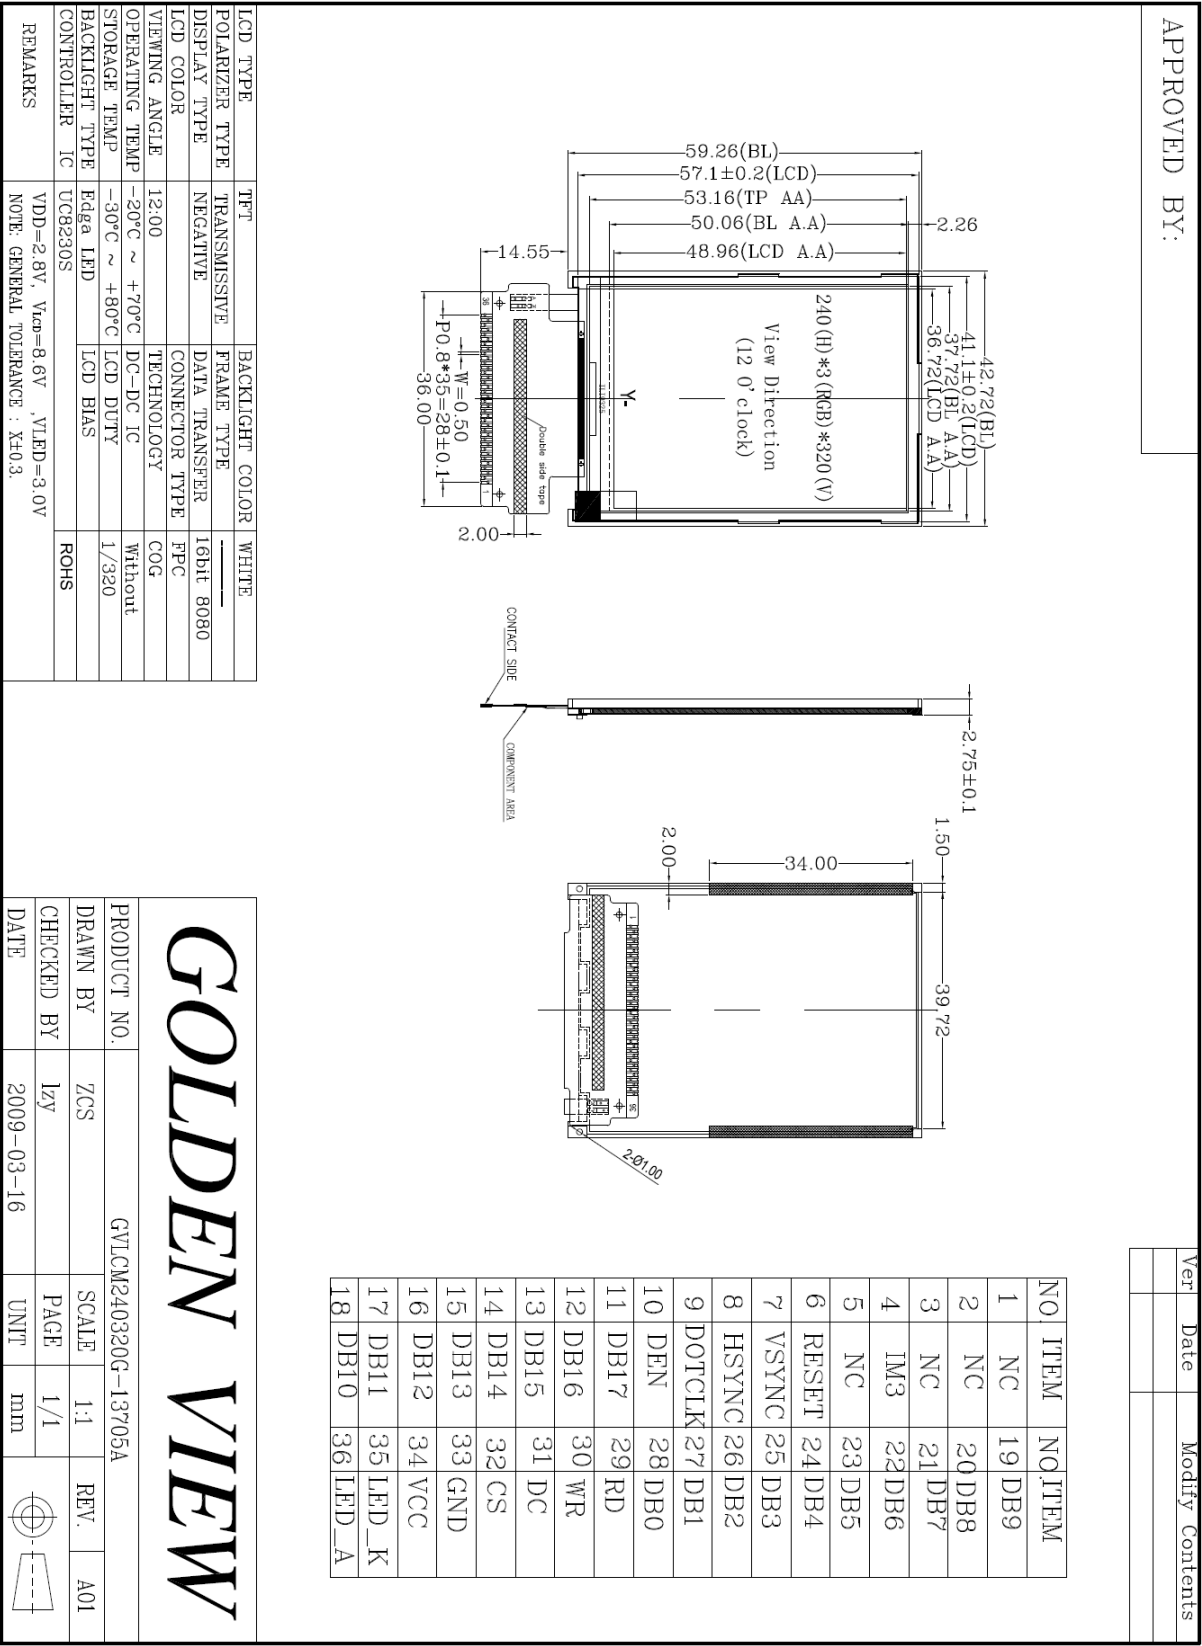 APPROVED BY:
Ver Date Modify Contents
59.26(BL)
57.1±0.2(LCD)
53.16(TP AA)
50.06(BL A.A)
48.96(LCD A.A)
2.26
14.55
42.72(BL)
41.1±0.2(LCD)
37.72(BL A.A)
36.72(LCD A.A)
240(H)*3(RGB)*320(V)
View Direction
(12 O'clock)
Y-
Double side tape
36
1
W=0.50
P0.8*35=28±0.1
36.00
2.00
CONTACT SIDE
COMPONENT AREA
2.75±0.1
1.50
39.72
34.00
2.00
1
36
2-Ø1.00
NO. ITEM NO. ITEM
1 NC 19 DB9
2 NC 20 DB8
3 NC 21 DB7
4 IM3 22 DB6
5 NC 23 DB5
6 RESET 24 DB4
7 VSYNC 25 DB3
8 HSYNC 26 DB2
9 DOTCLK 27 DB1
10 DEN 28 DB0
11 DB17 29 RD
12 DB16 30 WR
13 DB15 31 DC
14 DB14 32 CS
15 DB13 33 GND
16 DB12 34 VCC
17 DB11 35 LED_K
18 DB10 36 LED_A
LCD TYPE TFT BACKLIGHT COLOR WHITE
POLARIZER TYPE TRANSMISSIVE FRAME TYPE ———
DISPLAY TYPE NEGATIVE DATA TRANSFER 16bit 8080
LCD COLOR CONNECTOR TYPE FPC
VIEWING ANGLE 12:00 TECHNOLOGY COG
OPERATING TEMP -20°C ~ +70°C DC-DC IC Without
STORAGE TEMP -30°C ~ +80°C LCD DUTY 1/320
BACKLIGHT TYPE Edga LED LCD BIAS
CONTROLLER IC UC8230S ROHS
REMARKS
VDD=2.8V, VLCD=8.6V ,VLED=3.0V
NOTE: GENERAL TOLERANCE : X±0.3.
GOLDEN VIEW
PRODUCT NO. GVLCM240320G-13705A
DRAWN BY ZCS SCALE 1:1 REV. A01
CHECKED BY lzy PAGE 1/1
DATE 2009-03-16 UNIT mm